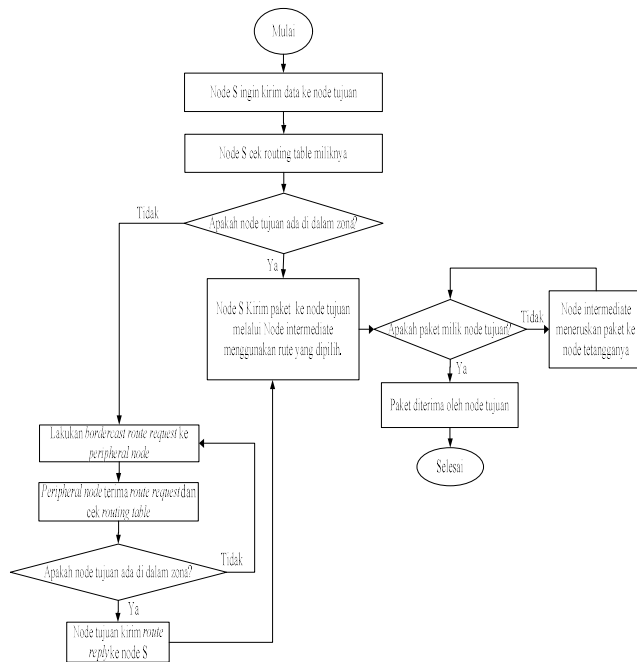 Mulai
Node S ingin kirim data ke node tujuan
Node S cek routing table miliknya
Apakah node tujuan ada di dalam zona?
Tidak
Ya
Node S Kirim paket ke node tujuan
melalui Node intermediate
menggunakan rute yang dipilih.
Apakah paket milik node tujuan?
Tidak
Node intermediate
meneruskan paket ke
node tetangganya
Ya
Paket diterima oleh node tujuan
Selesai
Lakukan bordercast route request ke
peripheral node
Peripheral node terima route request dan
cek routing table
Apakah node tujuan ada di dalam zona?
Tidak
Ya
Node tujuan kirim route
reply ke node S